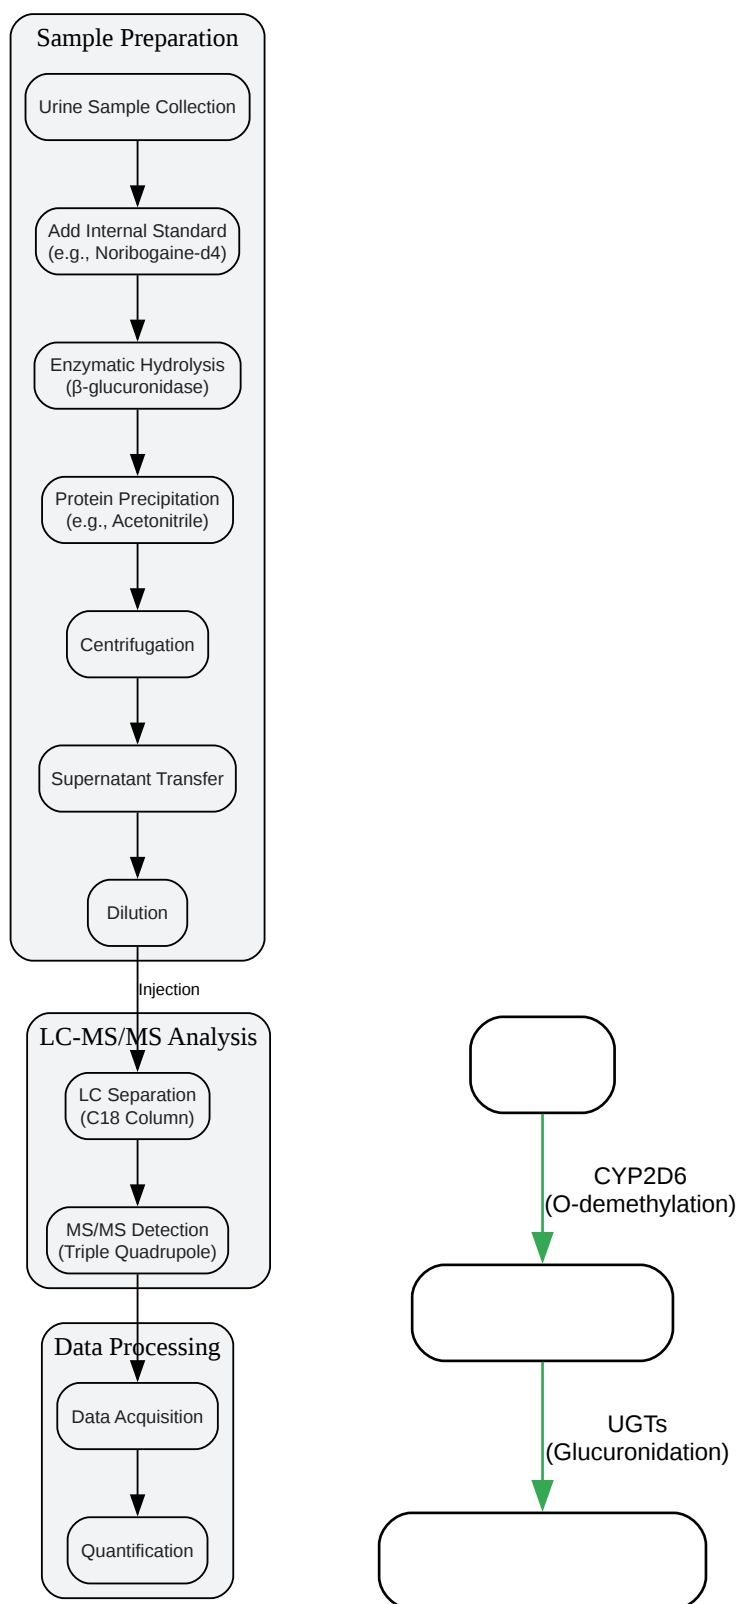 Sample Preparation
Urine Sample Collection
Add Internal Standard
(e.g., Noribogaine-d4)
Enzymatic Hydrolysis
(β-glucuronidase)
Protein Precipitation
(e.g., Acetonitrile)
Centrifugation
Supernatant Transfer
Dilution
Injection
LC-MS/MS Analysis
LC Separation
(C18 Column)
MS/MS Detection
(Triple Quadrupole)
Data Processing
Data Acquisition
Quantification
CYP2D6
(O-demethylation)
UGTs
(Glucuronidation)